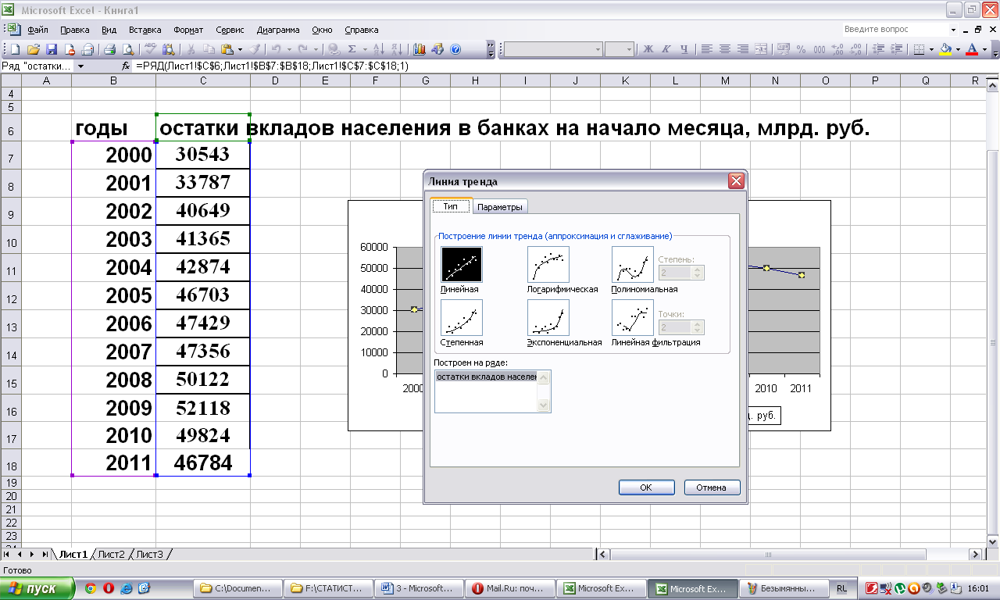 Microsoft Excel - Книга1
Файл Правка Вид Вставка Формат Сервис Диаграмма Окно Справка Введите вопрос
Ж К Ч % 000
Ряд "остатки... fx =РЯД(Лист1!$C$6;Лист1!$B$7:$B$18;Лист1!$C$7:$C$18;1)
A B C D E F G H I J K L M N O P Q R
4
5
6 годы остатки вкладов населения в банках на начало месяца, млрд. руб.
7 2000 30543
8 2001 33787
9 2002 40649
10 2003 41365
11 2004 42874
12 2005 46703
13 2006 47429
14 2007 47356
15 2008 50122
16 2009 52118
17 2010 49824
18 2011 46784
19
20
21
22
23
60000
50000
40000
30000
20000
10000
0
2000 2010 2011
д. руб.
Линия тренда
Тип Параметры
Построение линии тренда (аппроксимация и сглаживание)
Степень:
2
Линейная Логарифмическая Полиномиальная
Точки:
2
Степенная Экспоненциальная Линейная фильтрация
Построен на ряде:
остатки вкладов населен
ОК Отмена
Лист1 Лист2 Лист3
Готово
пуск C:\Documen... F:\СТАТИСТ... 3 - Microsoft... Mail.Ru: поч... Microsoft Ex... Microsoft Ex... Безымянны... RL 16:01